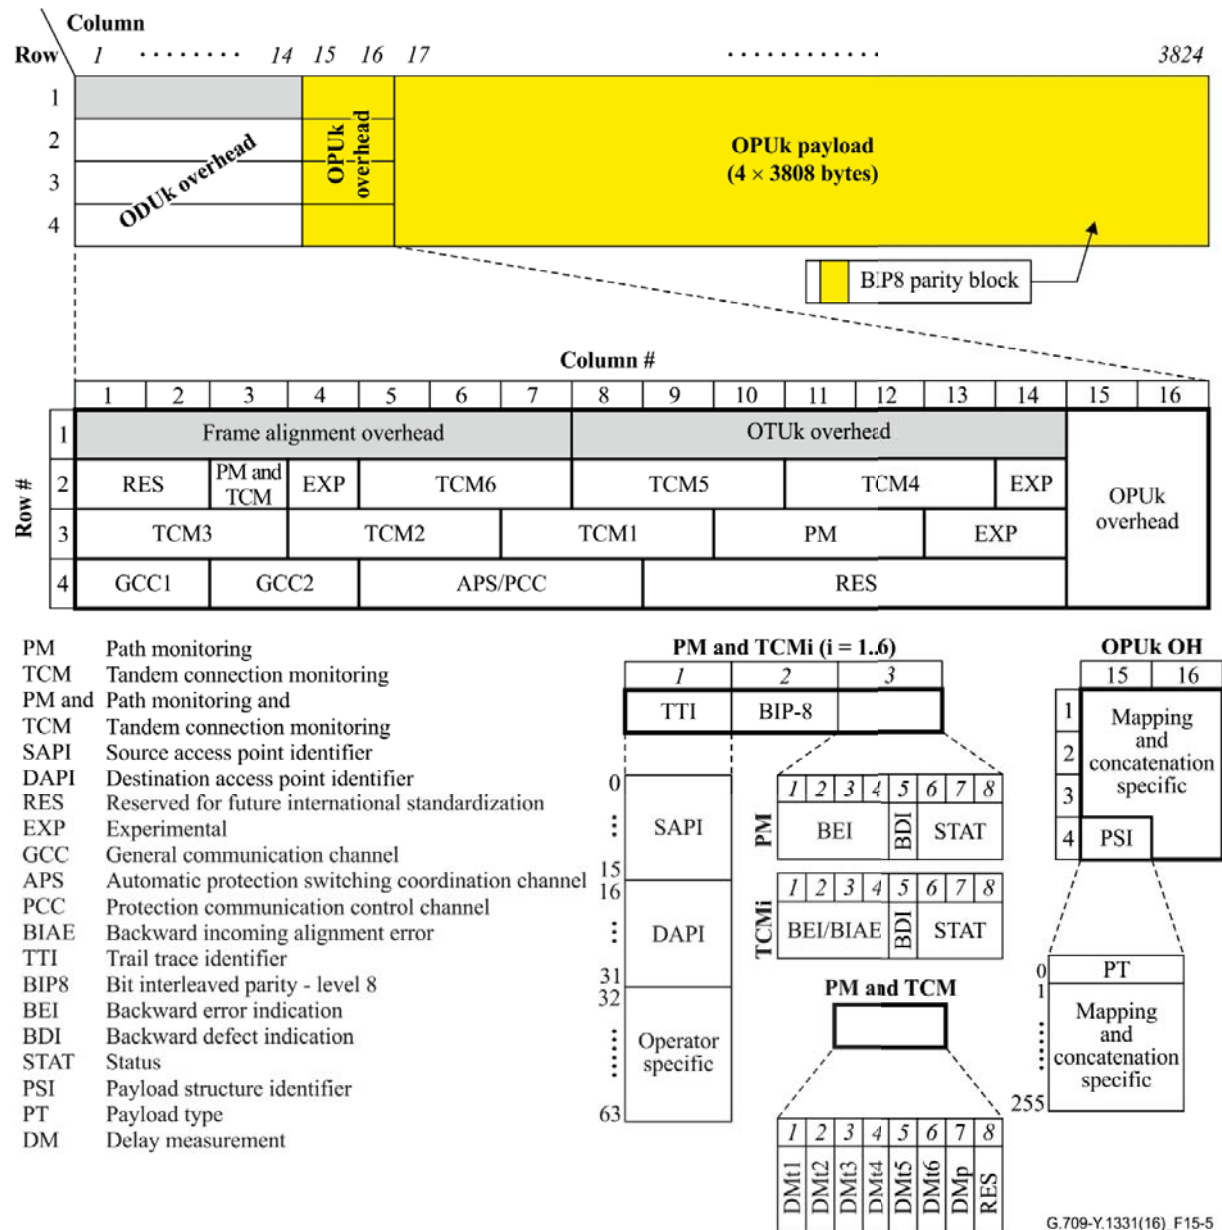 Column
Row 1 ········ 14 15 16 17 ············ 3824
1
2
3
4
ODUk overhead
OPUk overhead
OPUk payload
(4 × 3808 bytes)
BIP8 parity block
Column #
1 2 3 4 5 6 7 8 9 10 11 12 13 14 15 16
Row #
1 Frame alignment overhead OTUk overhead
2 RES PM and TCM EXP TCM6 TCM5 TCM4 EXP
OPUk overhead
3 TCM3 TCM2 TCM1 PM EXP
4 GCC1 GCC2 APS/PCC RES
PM Path monitoring
TCM Tandem connection monitoring
PM and Path monitoring and
TCM Tandem connection monitoring
SAPI Source access point identifier
DAPI Destination access point identifier
RES Reserved for future international standardization
EXP Experimental
GCC General communication channel
APS Automatic protection switching coordination channel
PCC Protection communication control channel
BIAE Backward incoming alignment error
TTI Trail trace identifier
BIP8 Bit interleaved parity - level 8
BEI Backward error indication
BDI Backward defect indication
STAT Status
PSI Payload structure identifier
PT Payload type
DM Delay measurement
PM and TCMi (i = 1..6)
1 2 3
TTI BIP-8
0
SAPI
15
16
DAPI
31
32
Operator
specific
63
PM
1 2 3 4 5 6 7 8
BEI BDI STAT
TCMi
1 2 3 4 5 6 7 8
BEI/BIAE BDI STAT
PM and TCM
1 2 3 4 5 6 7 8
DMt1 DMt2 DMt3 DMt4 DMt5 DMt6 DMp RES
OPUk OH
15 16
1
2
3
4
Mapping
and
concatenation
specific
PSI
0 PT
1
Mapping
and
concatenation
specific
255
G.709-Y.1331(16)_F15-5